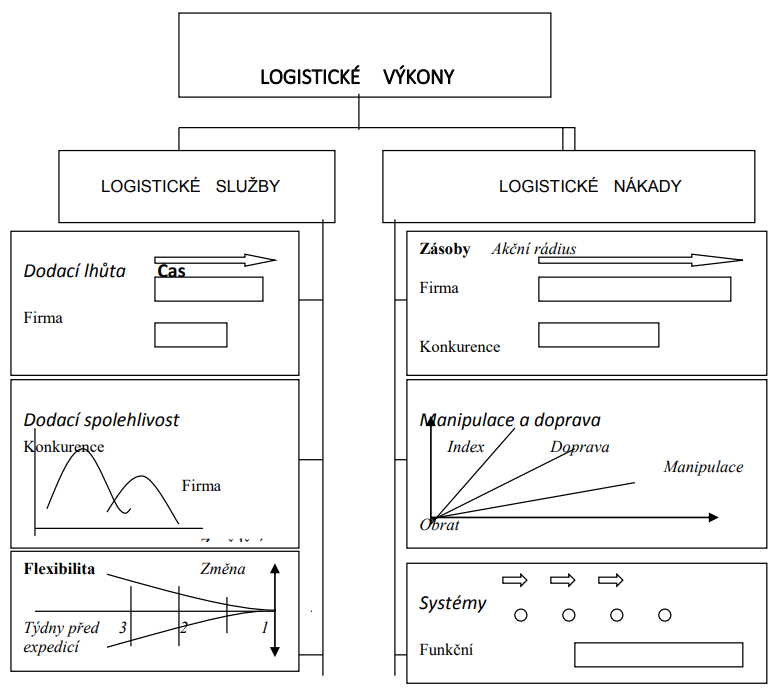 LOGISTICKÉ VÝKONY
LOGISTICKÉ SLUŽBY
LOGISTICKÉ NÁKADY
Dodací lhůta Cas
Firma
Zásoby Akční rádius
Firma
Konkurence
Dodací spolehlivost
Konkurence
Firma
Manipulace a doprava
Index Doprava
Manipulace
Obrat
Flexibilita Změna
Týdny před 3 2 1
expedicí
Systémy
Funkční